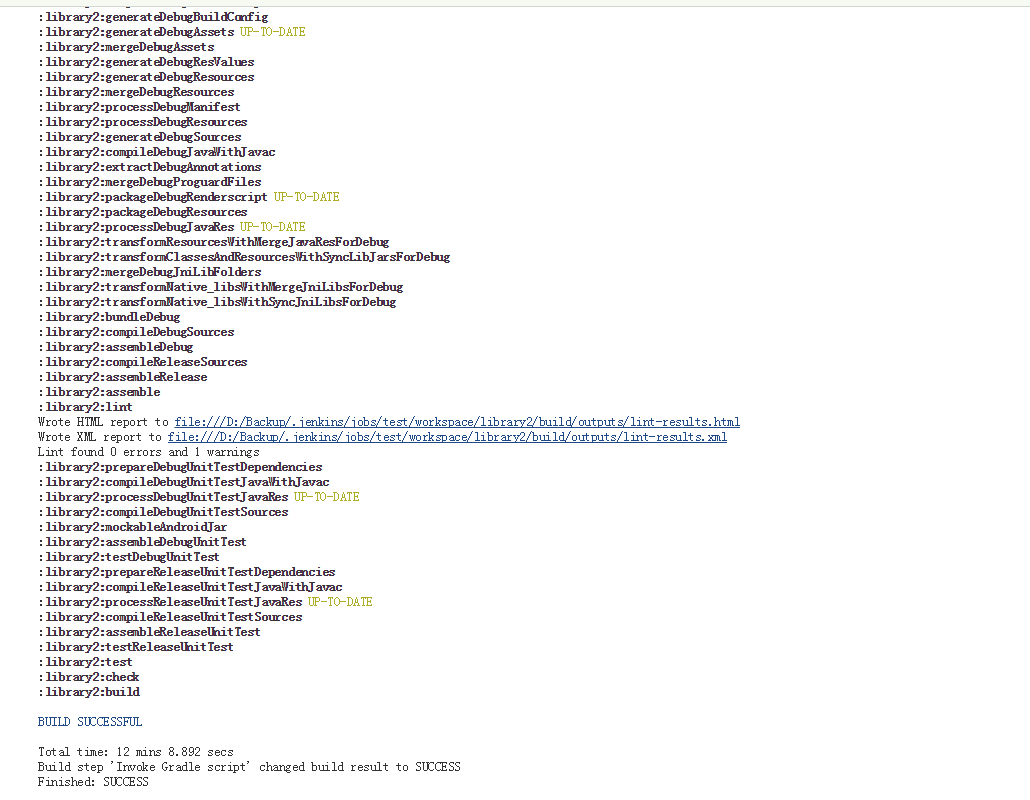 :library2:generateDebugBuildConfig
:library2:generateDebugAssets UP-TO-DATE
:library2:mergeDebugAssets
:library2:generateDebugResValues
:library2:generateDebugResources
:library2:mergeDebugResources
:library2:processDebugManifest
:library2:processDebugResources
:library2:generateDebugSources
:library2:compileDebugJavaWithJavac
:library2:extractDebugAnnotations
:library2:mergeDebugProguardFiles
:library2:packageDebugRenderscript UP-TO-DATE
:library2:packageDebugResources
:library2:processDebugJavaRes UP-TO-DATE
:library2:transformResourcesWithMergeJavaResForDebug
:library2:transformClassesAndResourcesWithSyncLibJarsForDebug
:library2:mergeDebugJniLibFolders
:library2:transformNative_libsWithMergeJniLibsForDebug
:library2:transformNative_libsWithSyncJniLibsForDebug
:library2:bundleDebug
:library2:compileDebugSources
:library2:assembleDebug
:library2:compileReleaseSources
:library2:assembleRelease
:library2:assemble
:library2:lint
Wrote HTML report to file:///D:/Backup/.jenkins/jobs/test/workspace/library2/build/outputs/lint-results.html
Wrote XML report to file:///D:/Backup/.jenkins/jobs/test/workspace/library2/build/outputs/lint-results.xml
Lint found 0 errors and 1 warnings
:library2:prepareDebugUnitTestDependencies
:library2:compileDebugUnitTestJavaWithJavac
:library2:processDebugUnitTestJavaRes UP-TO-DATE
:library2:compileDebugUnitTestSources
:library2:mockableAndroidJar
:library2:assembleDebugUnitTest
:library2:testDebugUnitTest
:library2:prepareReleaseUnitTestDependencies
:library2:compileReleaseUnitTestJavaWithJavac
:library2:processReleaseUnitTestJavaRes UP-TO-DATE
:library2:compileReleaseUnitTestSources
:library2:assembleReleaseUnitTest
:library2:testReleaseUnitTest
:library2:test
:library2:check
:library2:build
BUILD SUCCESSFUL
Total time: 12 mins 8.892 secs
Build step 'Invoke Gradle script' changed build result to SUCCESS
Finished: SUCCESS